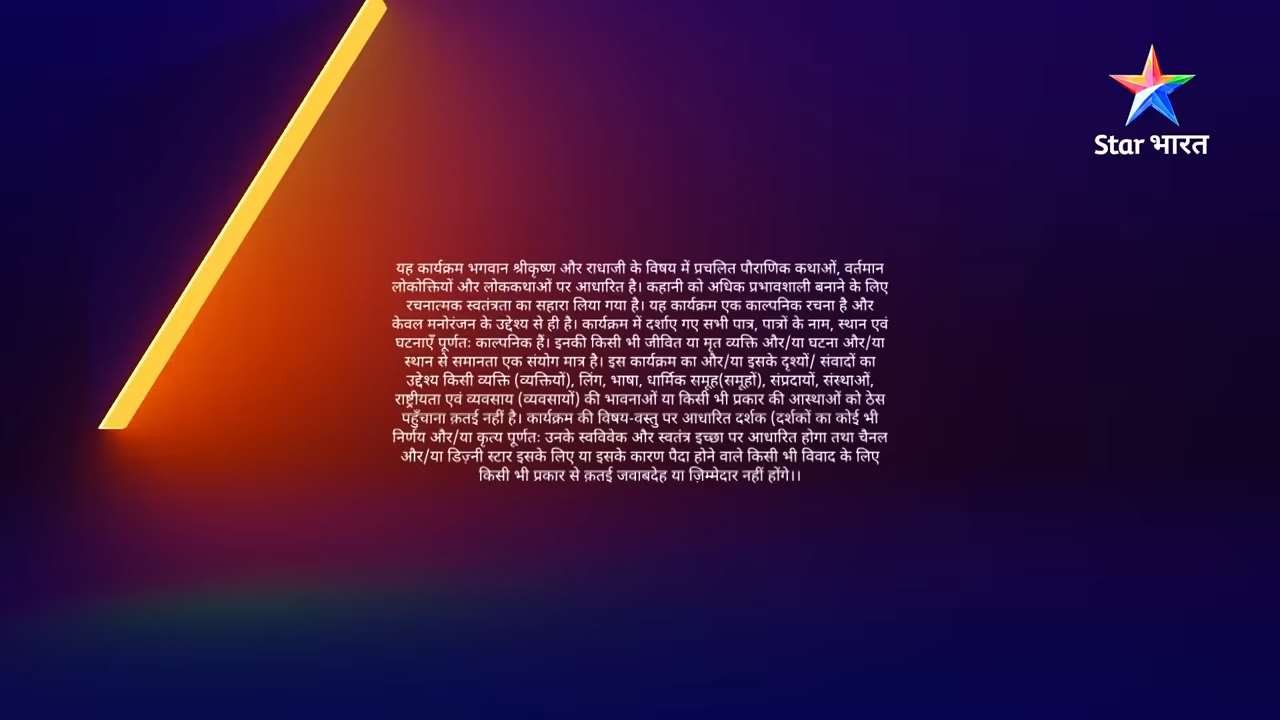 Star भारत
यह कार्यक्रम भगवान श्रीकृष्ण और राधाजी के विषय में प्रचलित पौराणिक कथाओं, वर्तमान
लोकोक्तियों और लोककथाओं पर आधारित है। कहानी को अधिक प्रभावशाली बनाने के लिए
रचनात्मक स्वतंत्रता का सहारा लिया गया है। यह कार्यक्रम एक काल्पनिक रचना है और
केवल मनोरंजन के उद्देश्य से ही है। कार्यक्रम में दर्शाए गए सभी पात्र, पात्रों के नाम, स्थान एवं
घटनाएँ पूर्णतः काल्पनिक हैं। इनकी किसी भी जीवित या मृत व्यक्ति और/या घटना और/या
स्थान से समानता एक संयोग मात्र है। इस कार्यक्रम का और/या इसके दृश्यों/ संवादों का
उद्देश्य किसी व्यक्ति (व्यक्तियों), लिंग, भाषा, धार्मिक समूह(समूहों), संप्रदायों, संस्थाओं,
राष्ट्रीयता एवं व्यवसाय (व्यवसायों) की भावनाओं या किसी भी प्रकार की आस्थाओं को ठेस
पहुँचाना क़तई नहीं है। कार्यक्रम की विषय-वस्तु पर आधारित दर्शक (दर्शकों का कोई भी
निर्णय और/या कृत्य पूर्णतः उनके स्वविवेक और स्वतंत्र इच्छा पर आधारित होगा तथा चैनल
और/या डिज़्नी स्टार इसके लिए या इसके कारण पैदा होने वाले किसी भी विवाद के लिए
किसी भी प्रकार से क़तई जवाबदेह या ज़िम्मेदार नहीं होंगे।।